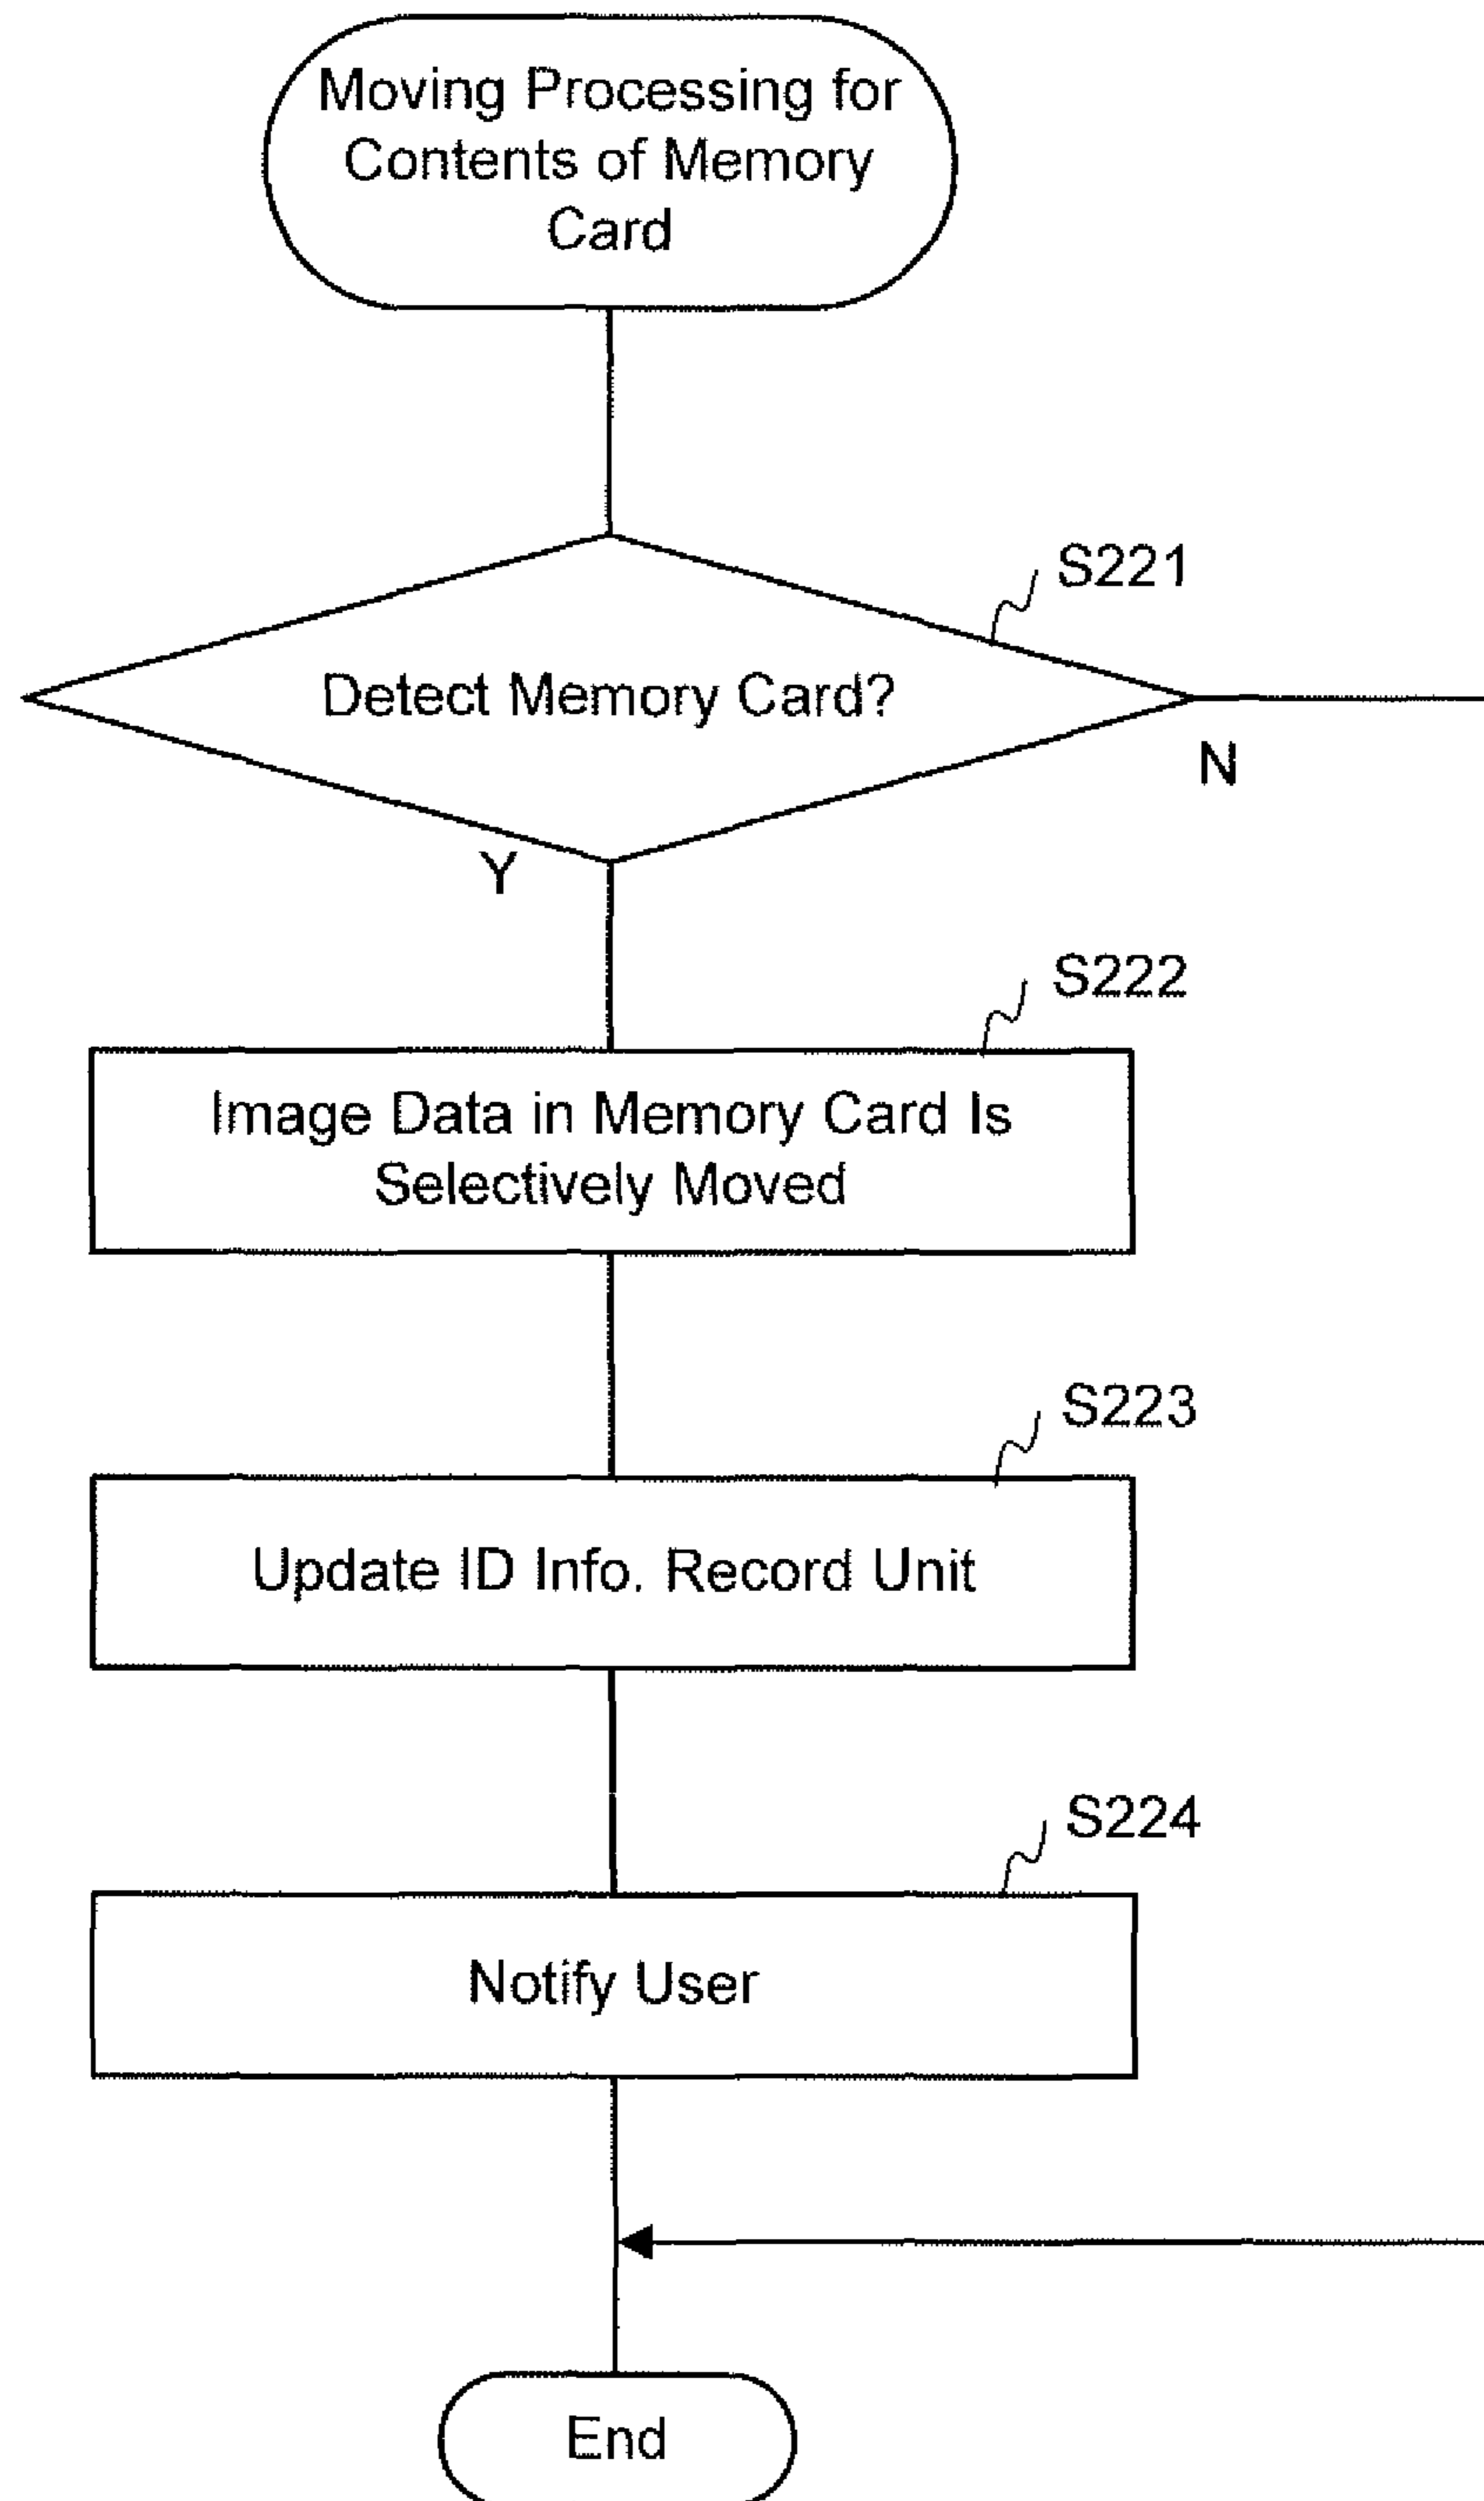 Moving Processing for
Contents of Memory
Card
S221
Detect Memory Card?
N
Y
S222
Image Data in Memory Card Is
Selectively Moved
S223
Update ID Info. Record Unit
S224
Notify User
End